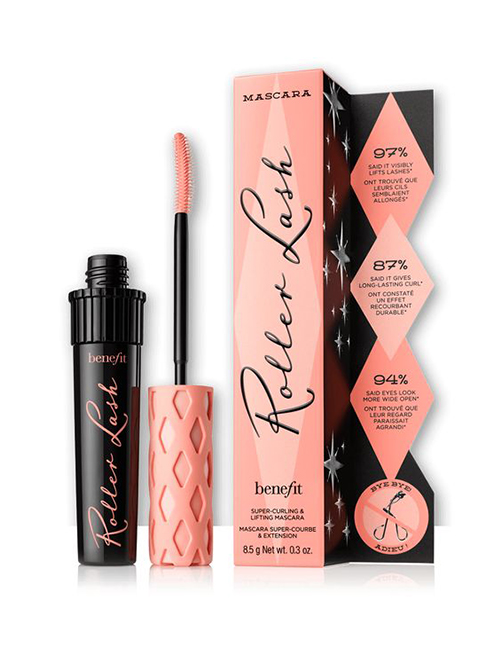 benefit
Roller Lash
MASCARA
Roller Lash
benefit
SUPER-CURLING &
LIFTING MASCARA
MASCARA SUPER-COURBE
& EXTENSION
8.5 g Net wt. 0.3 oz.
97%
SAID IT VISIBLY
LIFTS LASHES*
ONT TROUVÉ QUE
LEURS CILS
SEMBLAIENT
ALLONGÉS*
87%
SAID IT GIVES
LONG-LASTING CURL*
ONT CONSTATÉ
UN EFFET
RECOURBANT
DURABLE*
94%
SAID EYES LOOK
MORE WIDE OPEN*
ONT TROUVÉ QUE
LEUR REGARD
PARAISSAIT
AGRANDI*
BYE BYE!
ADIEU!